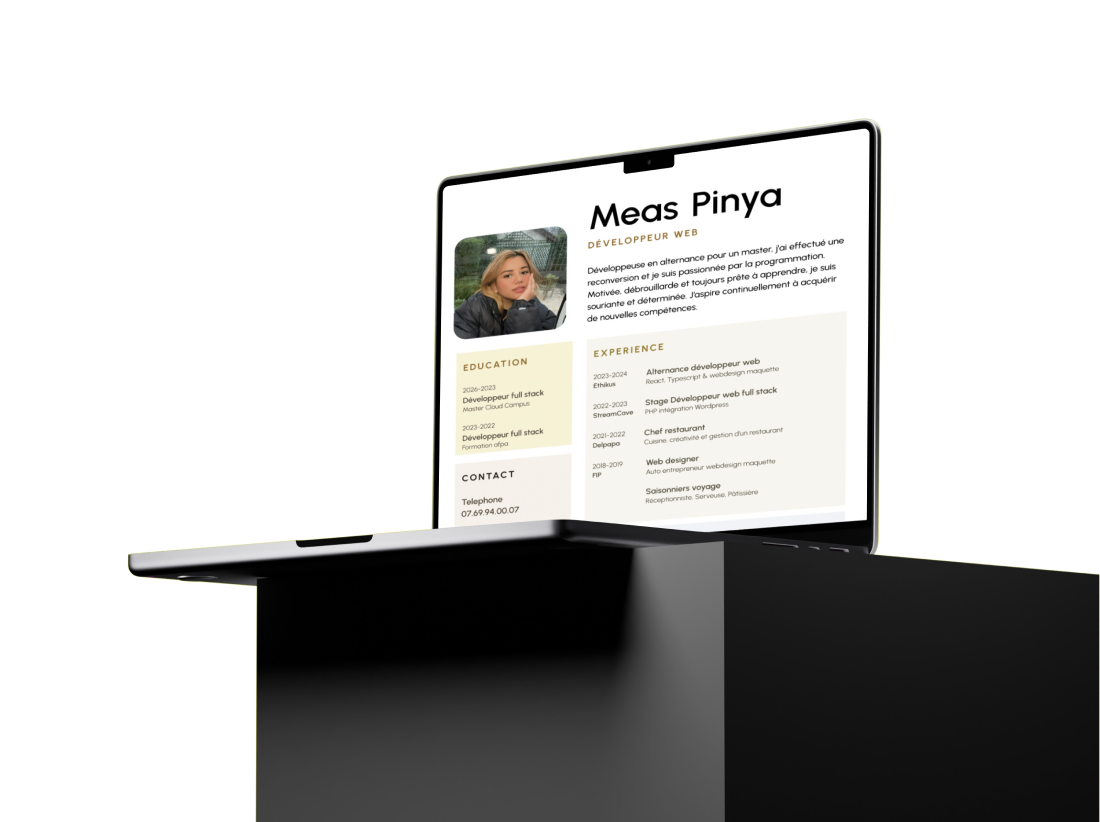 Meas Pinya
DÉVELOPPEUR WEB
Développeuse en alternance pour un master, j'ai effectué une
reconversion et je suis passionnée par la programmation.
Motivée, débrouillarde et toujours prête à apprendre, je suis
souriante et déterminée. J'aspire continuellement à acquérir
de nouvelles compétences.
EDUCATION
2026-2023
Développeur full stack
Master Cloud Campus
2023-2022
Développeur full stack
Formation afpa
CONTACT
Telephone
07.69.94.00.07
EXPERIENCE
2023-2024
Ethikus
Alternance développeur web
React, Typescript & webdesign maquette
2022-2023
StreamCave
Stage Développeur web full stack
PHP Intégration Wordpress
2021-2022
Delpapa
Chef restaurant
Cuisine, créativité et gestion d'un restaurant
2018-2019
FIP
Web designer
Auto entrepreneur webdesign maquette
Saisonniers voyage
Réceptionniste, Serveuse, Pâtissière